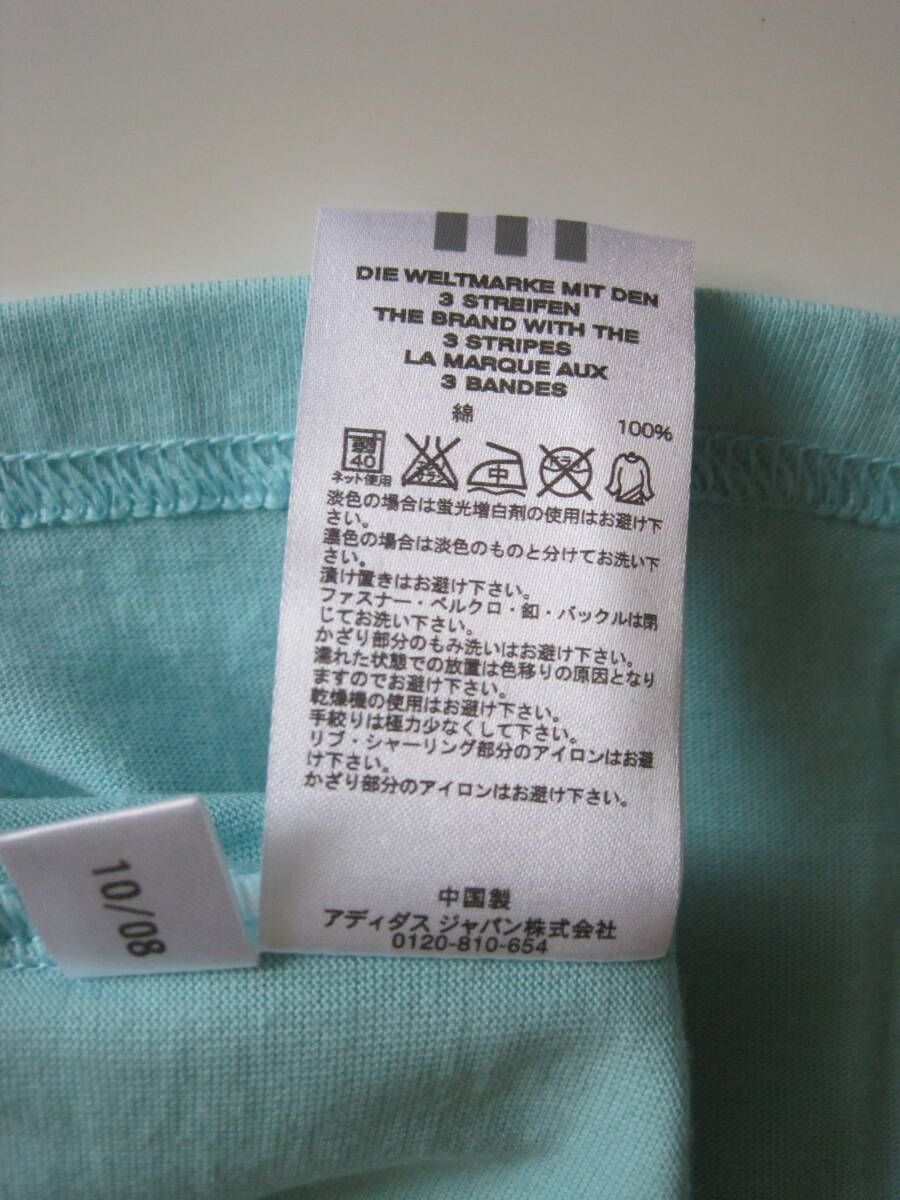 DIE WELTMARKE MIT DEN
3 STREIFEN
THE BRAND WITH THE
3 STRIPES
LA MARQUE AUX
3 BANDES
綿 100%
弱
40
中
ネット使用
淡色の場合は蛍光増白剤の使用はお避け下
さい。
濃色の場合は淡色のものと分けてお洗い下
さい。
漬け置きはお避け下さい。
ファスナー・ベルクロ・釦・バックルは閉
じてお洗い下さい。
かざり部分のもみ洗いはお避け下さい。
濡れた状態での放置は色移りの原因となり
ますのでお避け下さい。
乾燥機の使用はお避け下さい。
手絞りは極力少なくして下さい。
リブ・シャーリング部分のアイロンはお避
け下さい。
かざり部分のアイロンはお避け下さい。
中国製
アディダス ジャパン株式会社
0120-810-654
10/08